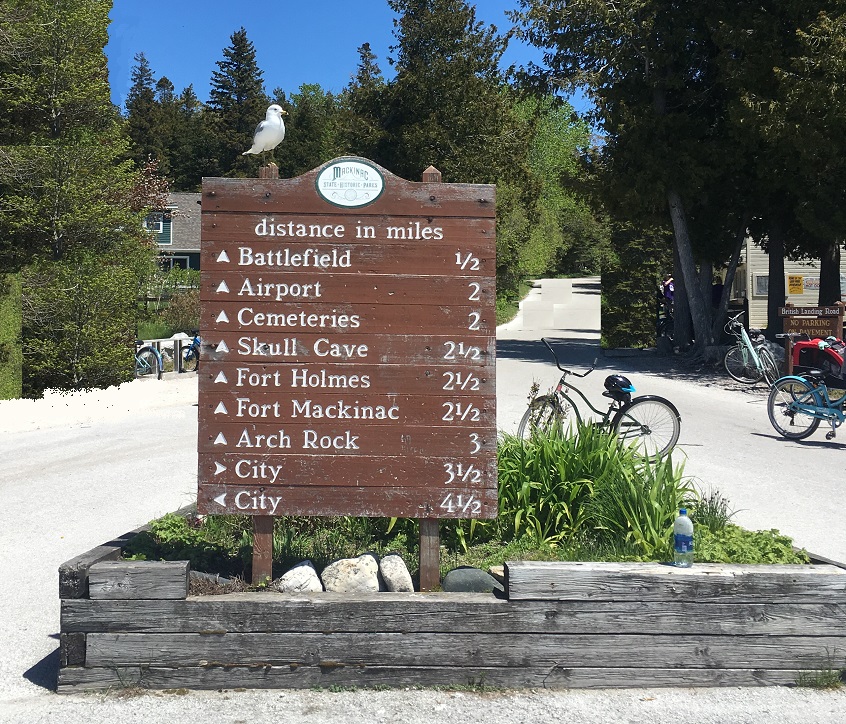 MACKINAC
STATE HISTORIC PARKS
distance in miles
▲ Battlefield 1/2
▲ Airport 2
▲ Cemeteries 2
▲ Skull Cave 2 1/2
▲ Fort Holmes 2 1/2
▲ Fort Mackinac 2 1/2
▲ Arch Rock 3
➤ City 3 1/2
◄ City 4 1/2
British Landing Road
NO PARKING
ON PAVEMENT